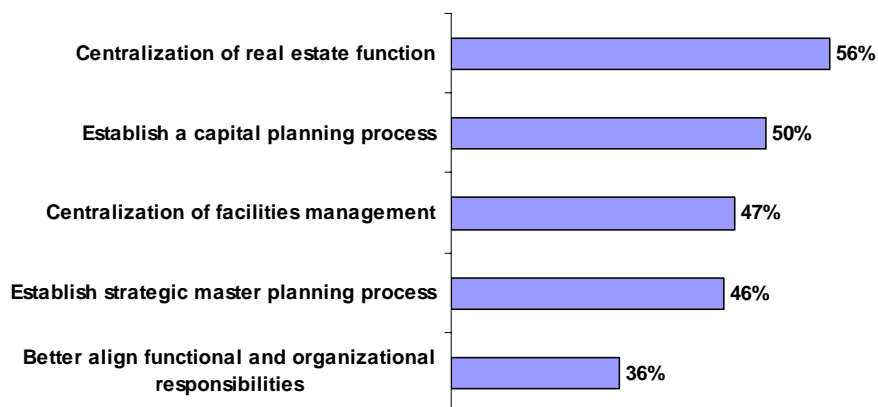 Centralization of real estate function 56%
Establish a capital planning process 50%
Centralization of facilities management 47%
Establish strategic master planning process 46%
Better align functional and organizational
responsibilities 36%